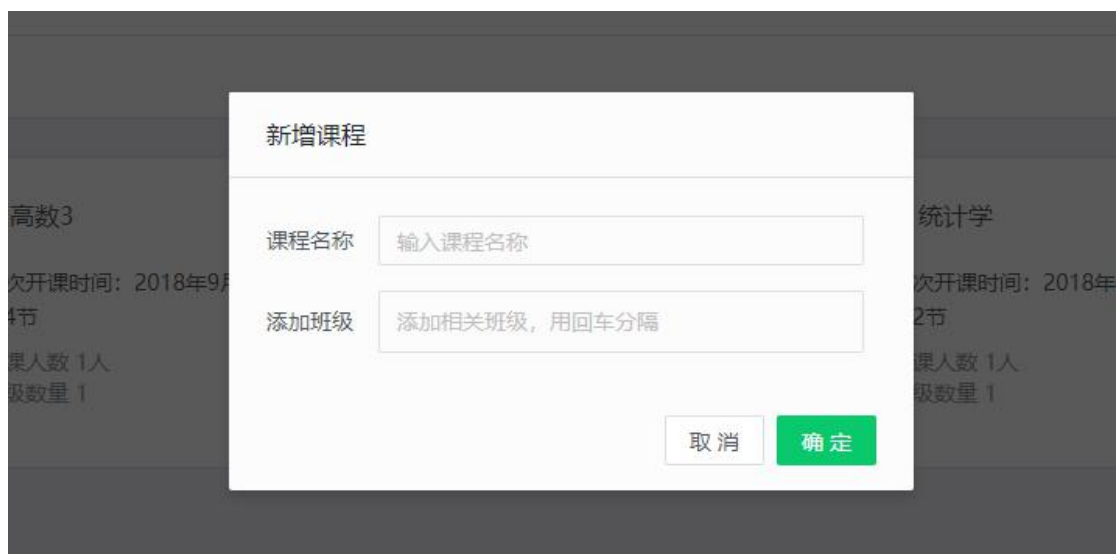 新增课程
高数3
统计学
课程名称
输入课程名称
次开课时间：2018年9月
次开课时间：2018年
4节
2节
添加班级
添加相关班级，用回车分隔
课人数 1人
课人数 1人
级数量 1
级数量 1
取 消
确 定